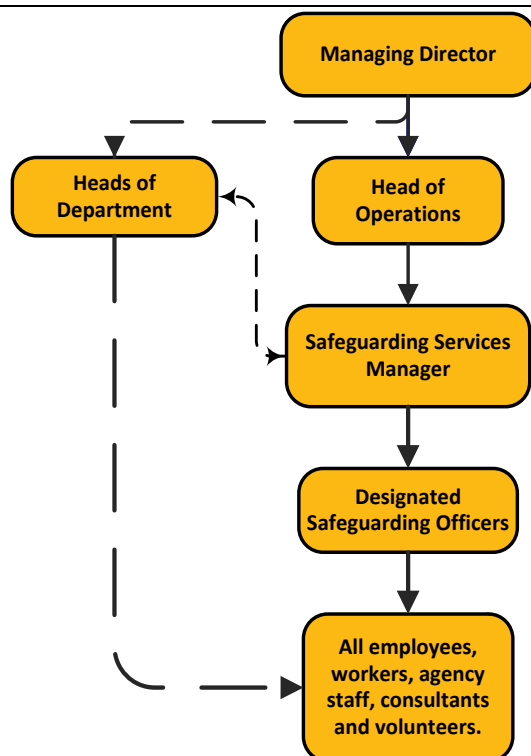 Managing Director
Heads of
Department
Head of
Operations
Safeguarding Services
Manager
Designated
Safeguarding Officers
All employees,
workers, agency
staff, consultants
and volunteers.